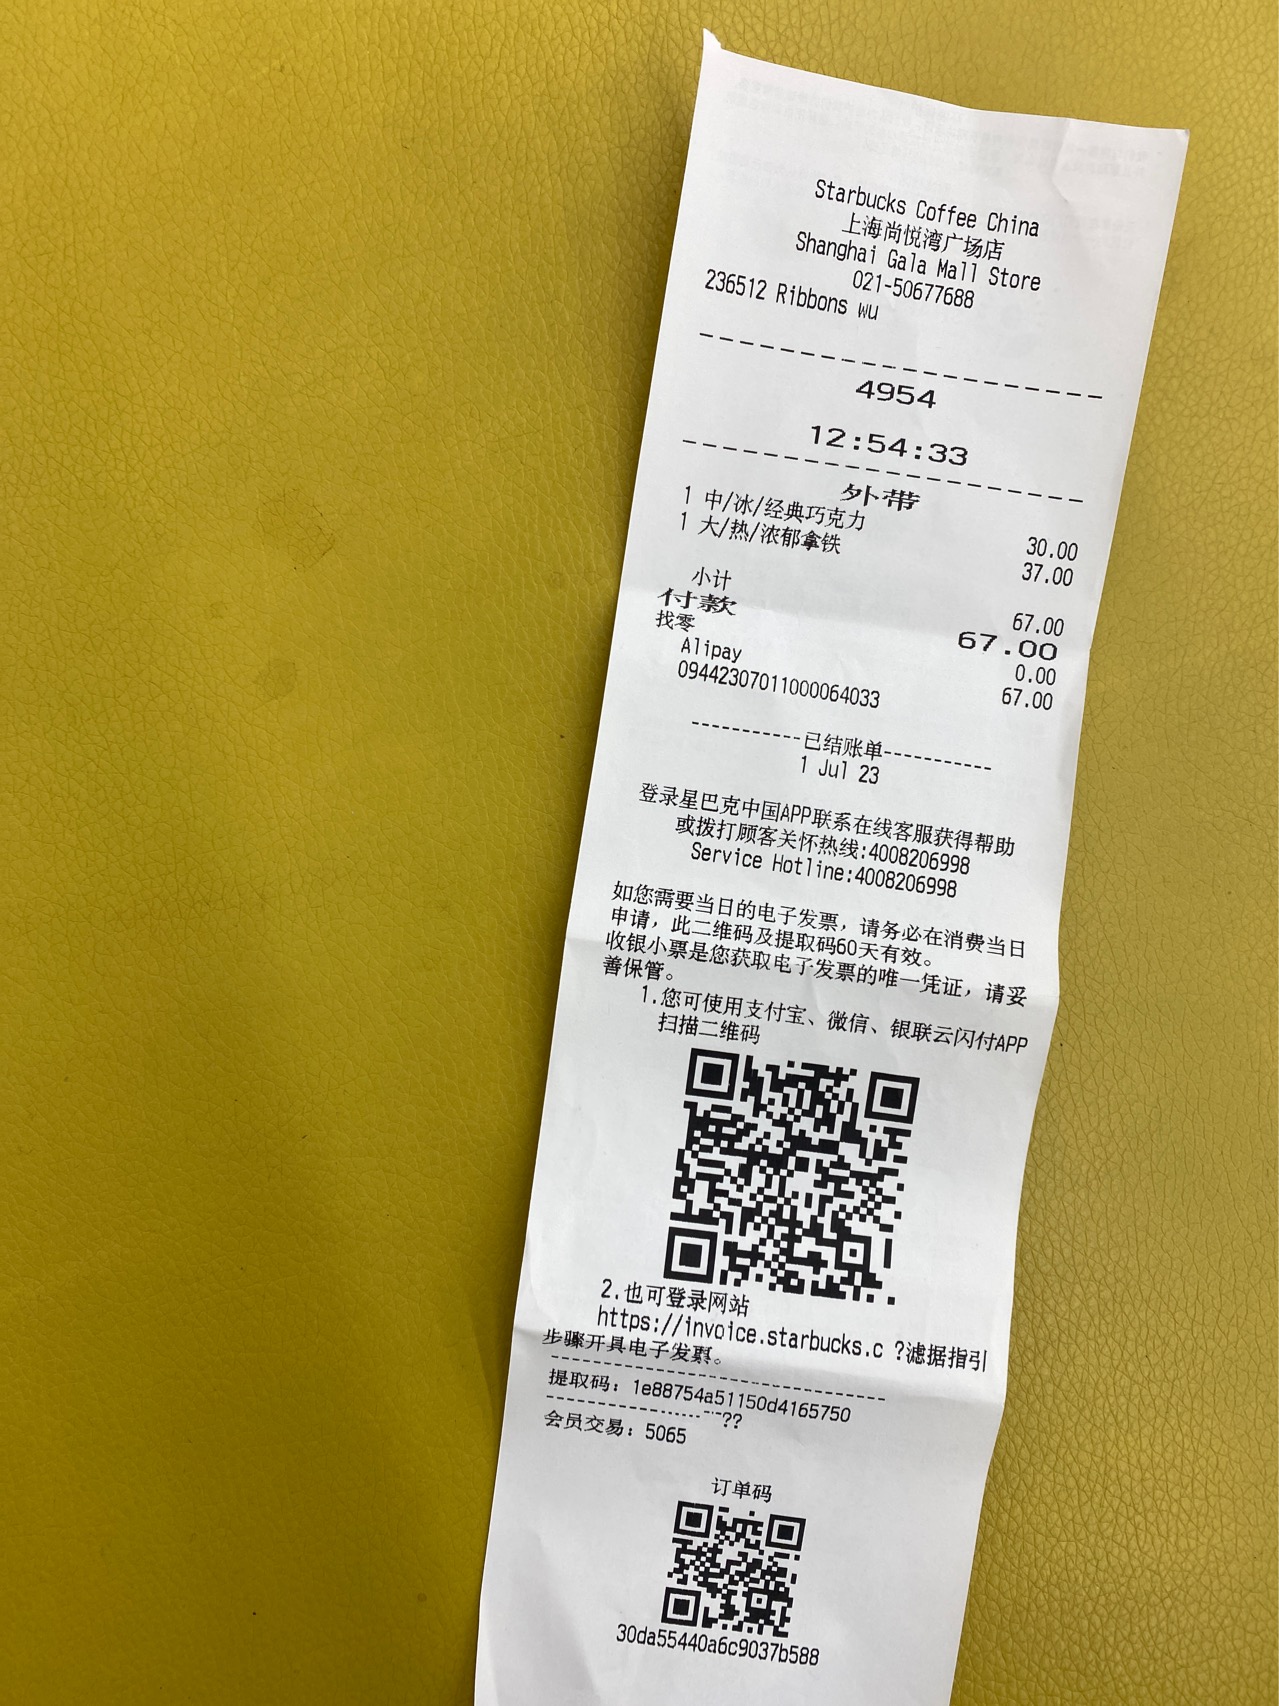 Starbucks Coffee China
上海尚悦湾广场店
Shanghai Gala Mall Store
021-50677688
236512 Ribbons wu
4954
12:54:33
外带
1 中/冰/经典巧克力 30.00
1 大/热/浓郁拿铁 37.00
小计 67.00
付款 67.00
找零 0.00
Alipay 67.00
09442307011000064033
-----------已结账单-----------
1 Jul 23
登录星巴克中国APP联系在线客服获得帮助
或拨打顾客关怀热线:4008206998
Service Hotline:4008206998
如您需要当日的电子发票，请务必在消费当日
申请，此二维码及提取码60天有效。
收银小票是您获取电子发票的唯一凭证，请妥
善保管。
1.您可使用支付宝、微信、银联云闪付APP
扫描二维码
2.也可登录网站
https://invoice.starbucks.c ?滤据指引
步骤开具电子发票。
提取码: 1e88754a51150d4165750
??
会员交易: 5065
订单码
30da55440a6c9037b588